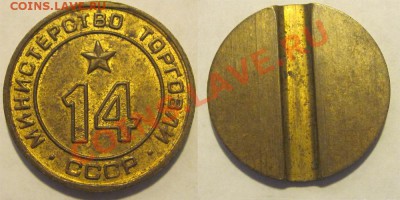 COINS.LAVE.RU
МИНИСТЕРСТВО ТОРГОВЛИ
14
· СССР ·
COINS.LAVE.RU